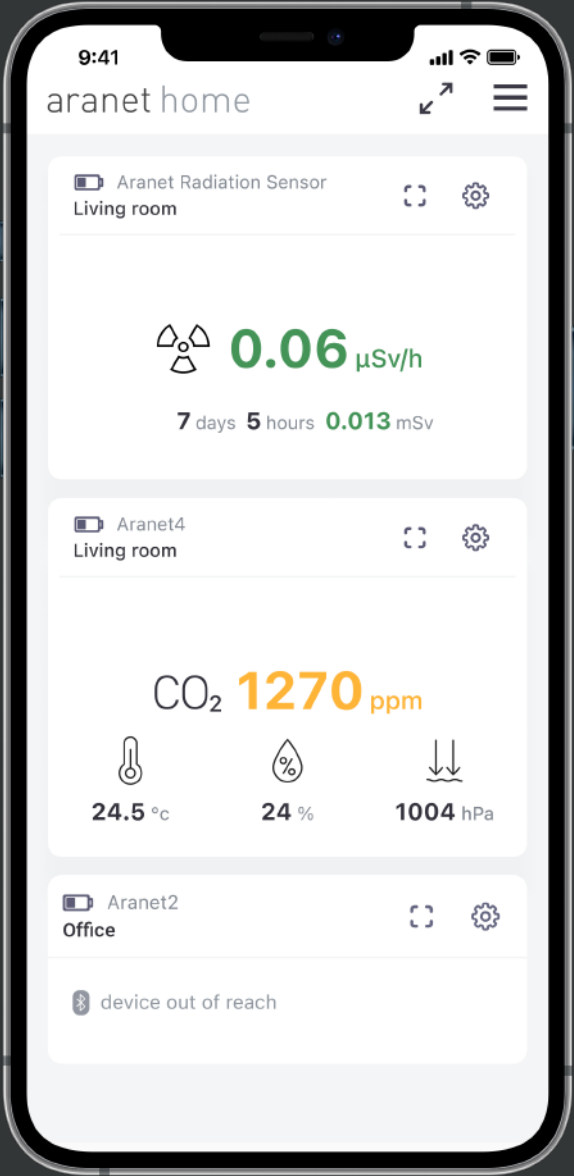 9:41
aranet home
Aranet Radiation Sensor
Living room
0.06 µSv/h
7 days 5 hours 0.013 mSv
Aranet4
Living room
CO₂ 1270 ppm
%
24.5 °c 24 % 1004 hPa
Aranet2
Office
device out of reach